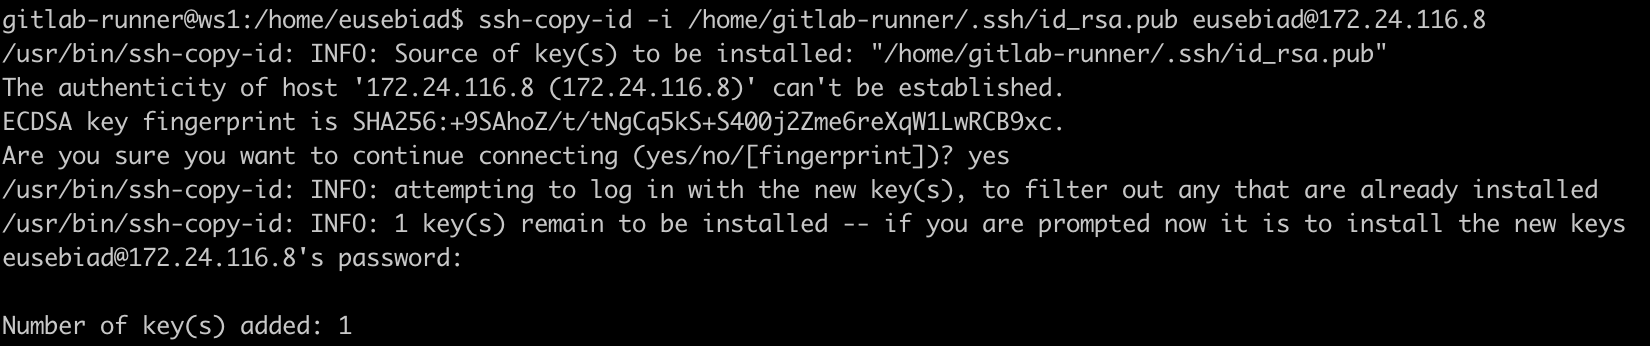 gitlab-runner@ws1:/home/eusebiad$ ssh-copy-id -i /home/gitlab-runner/.ssh/id_rsa.pub eusebiad@172.24.116.8
/usr/bin/ssh-copy-id: INFO: Source of key(s) to be installed: "/home/gitlab-runner/.ssh/id_rsa.pub"
The authenticity of host '172.24.116.8 (172.24.116.8)' can't be established.
ECDSA key fingerprint is SHA256:+9SAhoZ/t/tNgCq5kS+S400j2Zme6reXqW1LwRCB9xc.
Are you sure you want to continue connecting (yes/no/[fingerprint])? yes
/usr/bin/ssh-copy-id: INFO: attempting to log in with the new key(s), to filter out any that are already installed
/usr/bin/ssh-copy-id: INFO: 1 key(s) remain to be installed -- if you are prompted now it is to install the new keys
eusebiad@172.24.116.8's password:
Number of key(s) added: 1